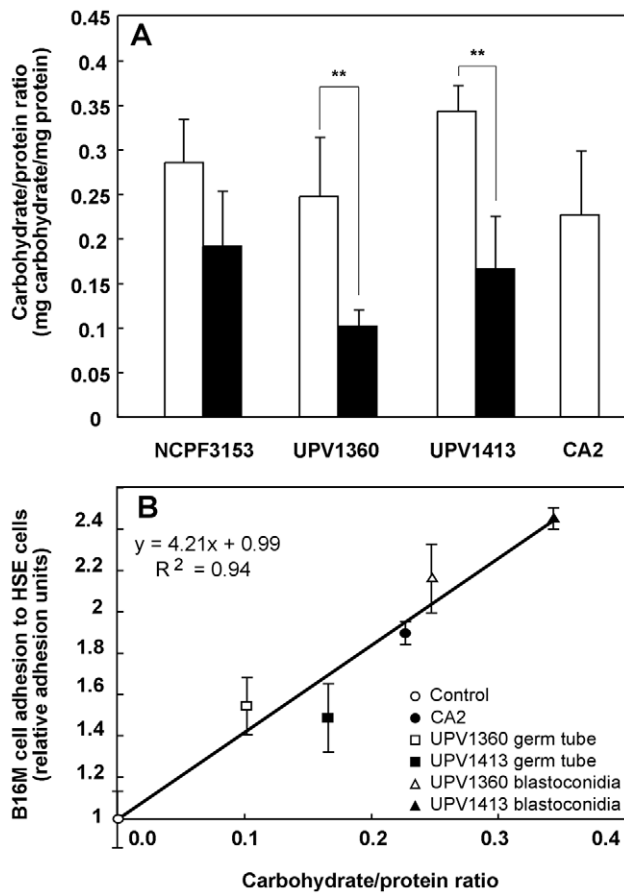 A
Carbohydrate/protein ratio
(mg carbohydrate/mg protein)
0.45
0.4
0.35
0.3
0.25
0.2
0.15
0.1
0.05
0
**
**
NCPF3153 UPV1360 UPV1413 CA2
B
B16M cell adhesion to HSE cells
(relative adhesion units)
2.4
2.2
2
1.8
1.6
1.4
1.2
1
y = 4.21x + 0.99
R² = 0.94
Control
CA2
UPV1360 germ tube
UPV1413 germ tube
UPV1360 blastoconidia
UPV1413 blastoconidia
0.0 0.1 0.2 0.3 0.4
Carbohydrate/protein ratio